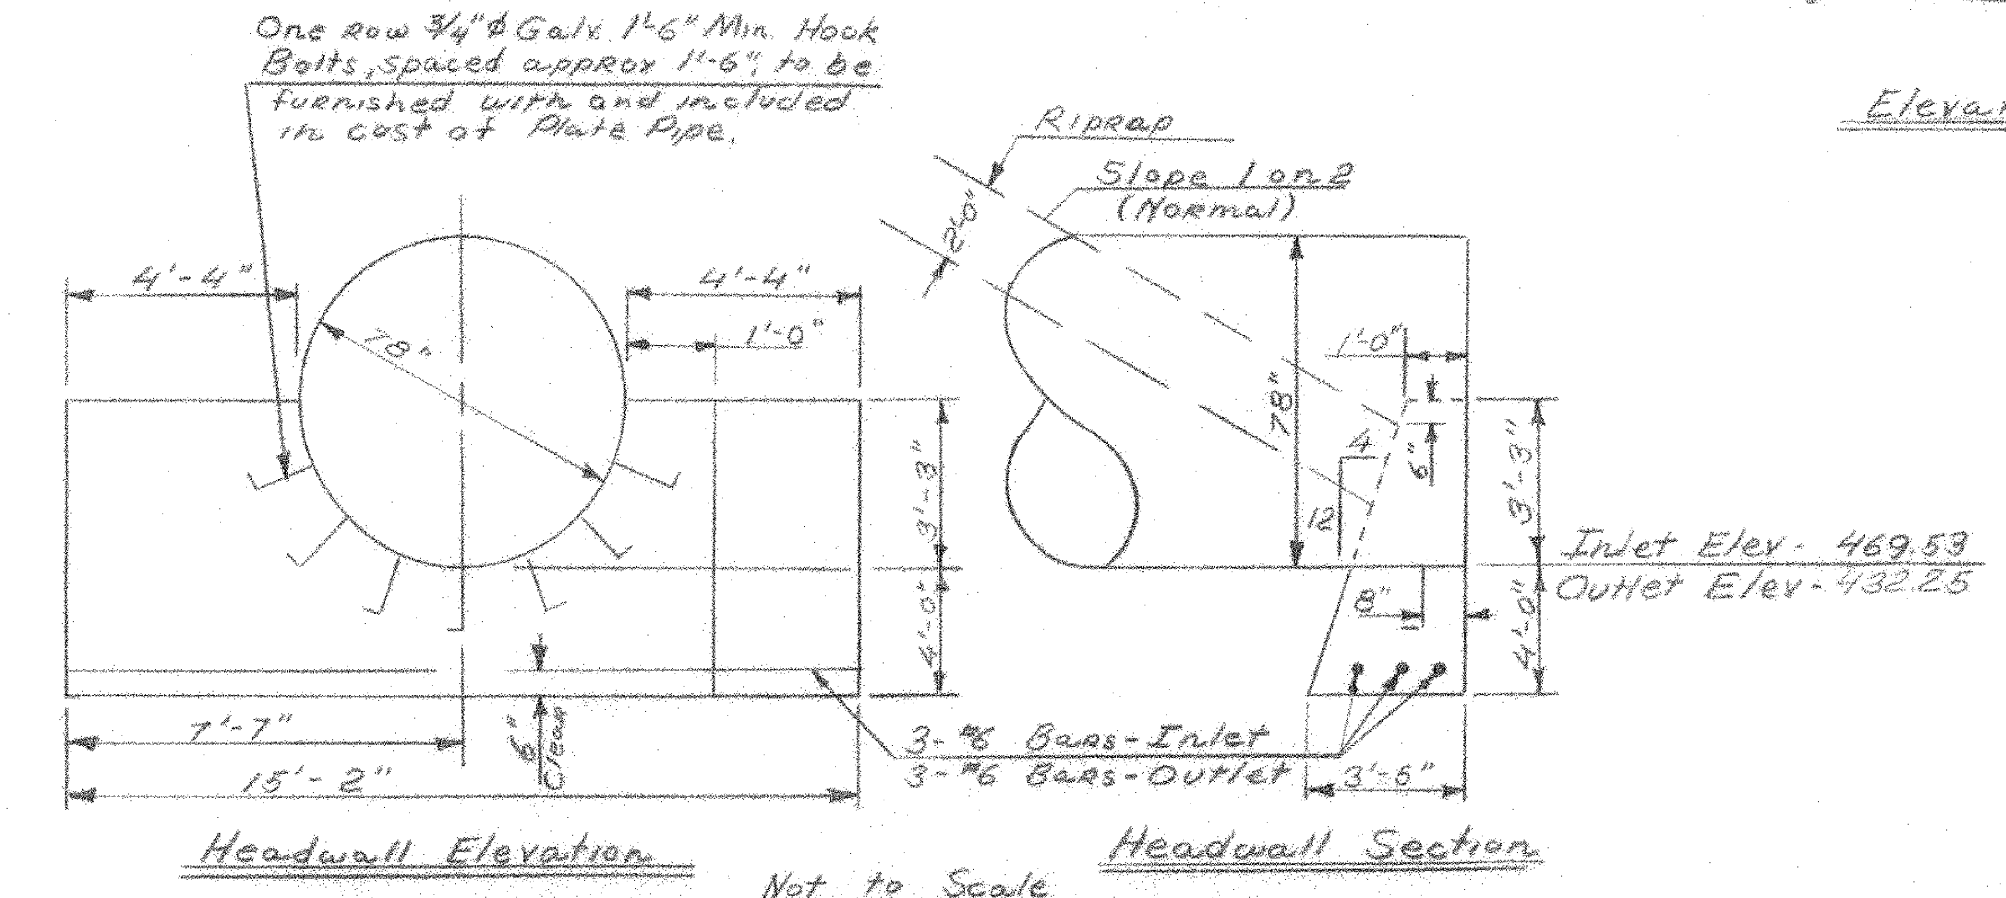 One Row 3/4"ø Galv. 1'-6" Min. Hook
Bolts, spaced approx 1'-6", to be
furnished with and included
in cost of Plate Pipe.
Riprap
Slope 1 on 2
(Normal)
Eleva
2'-0"
4'-4"
4'-4"
1'-0"
78"
1'-0"
78"
4
12
6"
3'-3"
3'-3"
Inlet Elev - 469.53
Outlet Elev - 432.25
8"
4'-0"
4'-0"
7'-7"
6"
Clear
15'-2"
3-#6 Bars-Inlet
3-#6 Bars-Outlet
3'-5"
Headwall Elevation
Headwall Section
Not to Scale